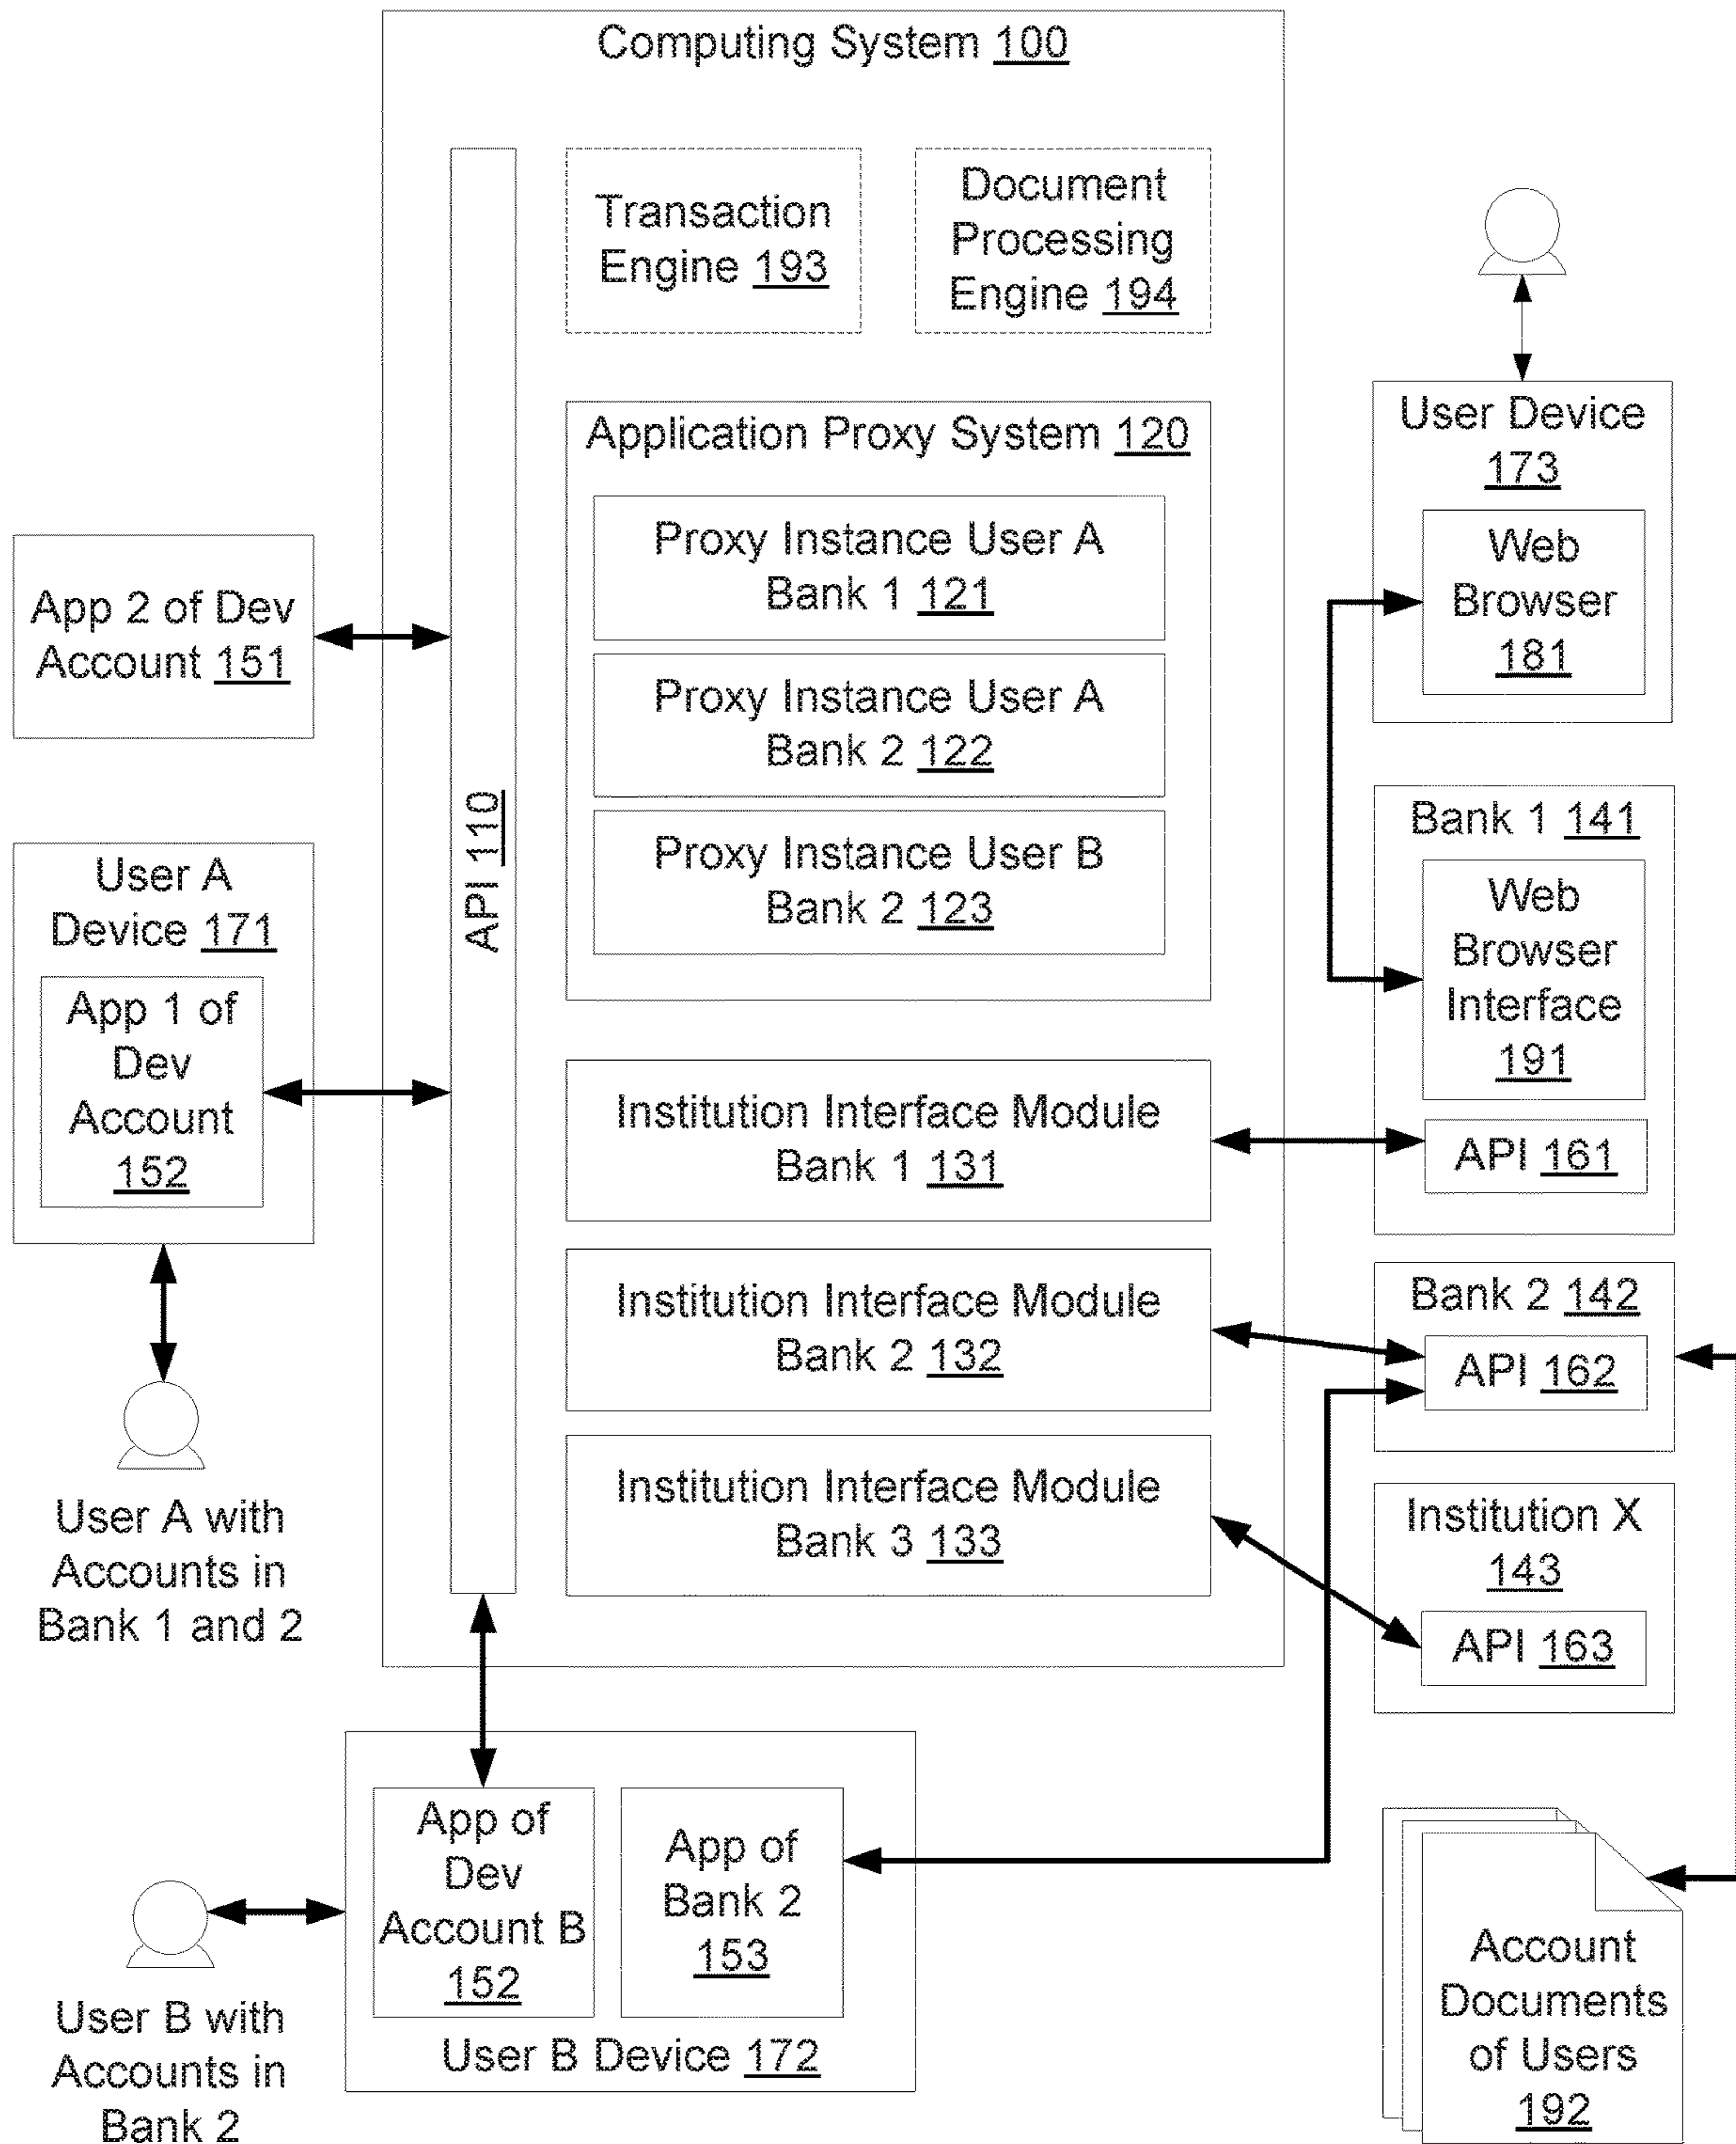 Computing System 100
Transaction
Engine 193
Document
Processing
Engine 194
Application Proxy System 120
Proxy Instance User A
Bank 1 121
Proxy Instance User A
Bank 2 122
Proxy Instance User B
Bank 2 123
API 110
Institution Interface Module
Bank 1 131
Institution Interface Module
Bank 2 132
Institution Interface Module
Bank 3 133
App 2 of Dev
Account 151
User A
Device 171
App 1 of
Dev
Account
152
User A with
Accounts in
Bank 1 and 2
User Device
173
Web
Browser
181
Bank 1 141
Web
Browser
Interface
191
API 161
Bank 2 142
API 162
Institution X
143
API 163
App of
Dev
Account B
152
App of
Bank 2
153
User B Device 172
User B with
Accounts in
Bank 2
Account
Documents
of Users
192